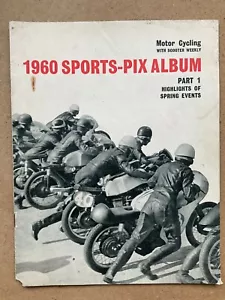 Motor Cycling
WITH SCOOTER WEEKLY
1960 SPORTS-PIX ALBUM
PART 1
HIGHLIGHTS OF
SPRING EVENTS